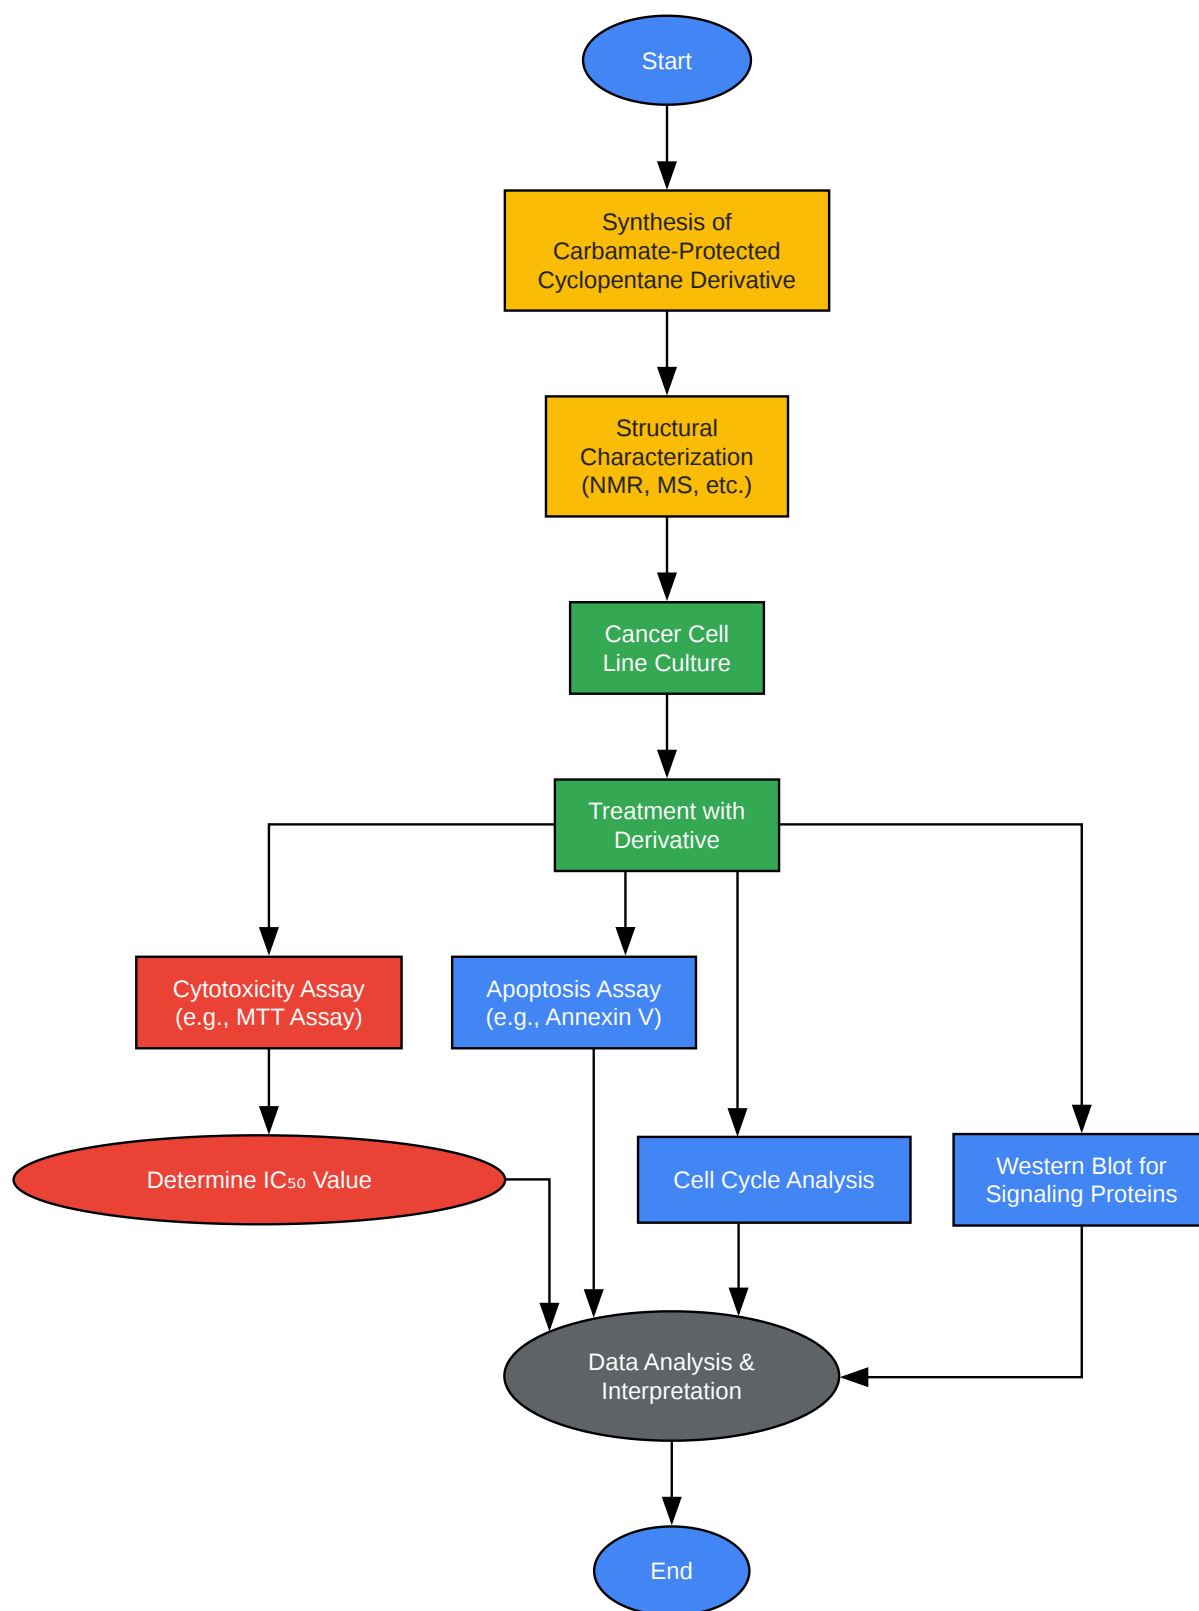 Start
Synthesis of
Carbamate-Protected
Cyclopentane Derivative
Structural
Characterization
(NMR, MS, etc.)
Cancer Cell
Line Culture
Treatment with
Derivative
Cytotoxicity Assay
(e.g., MTT Assay)
Apoptosis Assay
(e.g., Annexin V)
Determine IC₅₀ Value
Cell Cycle Analysis
Western Blot for
Signaling Proteins
Data Analysis &
Interpretation
End